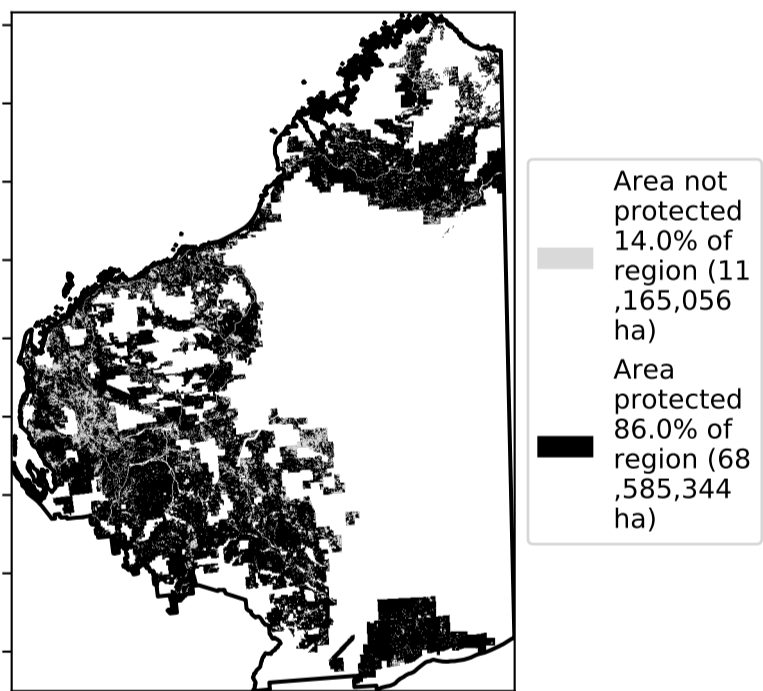 Area not
protected
14.0% of
region (11
,165,056
ha)
Area
protected
86.0% of
region (68
,585,344
ha)